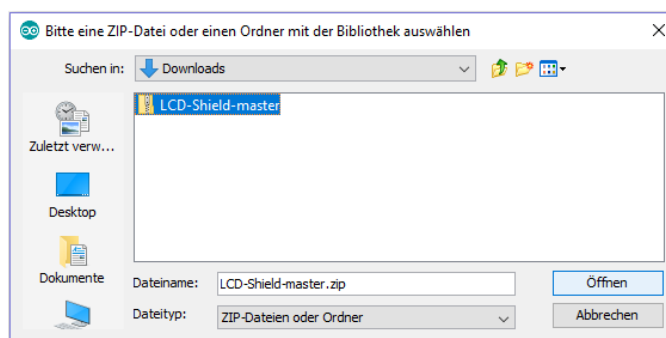 Bitte eine ZIP-Datei oder einen Ordner mit der Bibliothek auswählen
Suchen in:
Downloads
LCD-Shield-master
Zuletzt verw...
Desktop
Dokumente
Dateiname:
LCD-Shield-master.zip
Öffnen
Dateityp:
ZIP-Dateien oder Ordner
Abbrechen